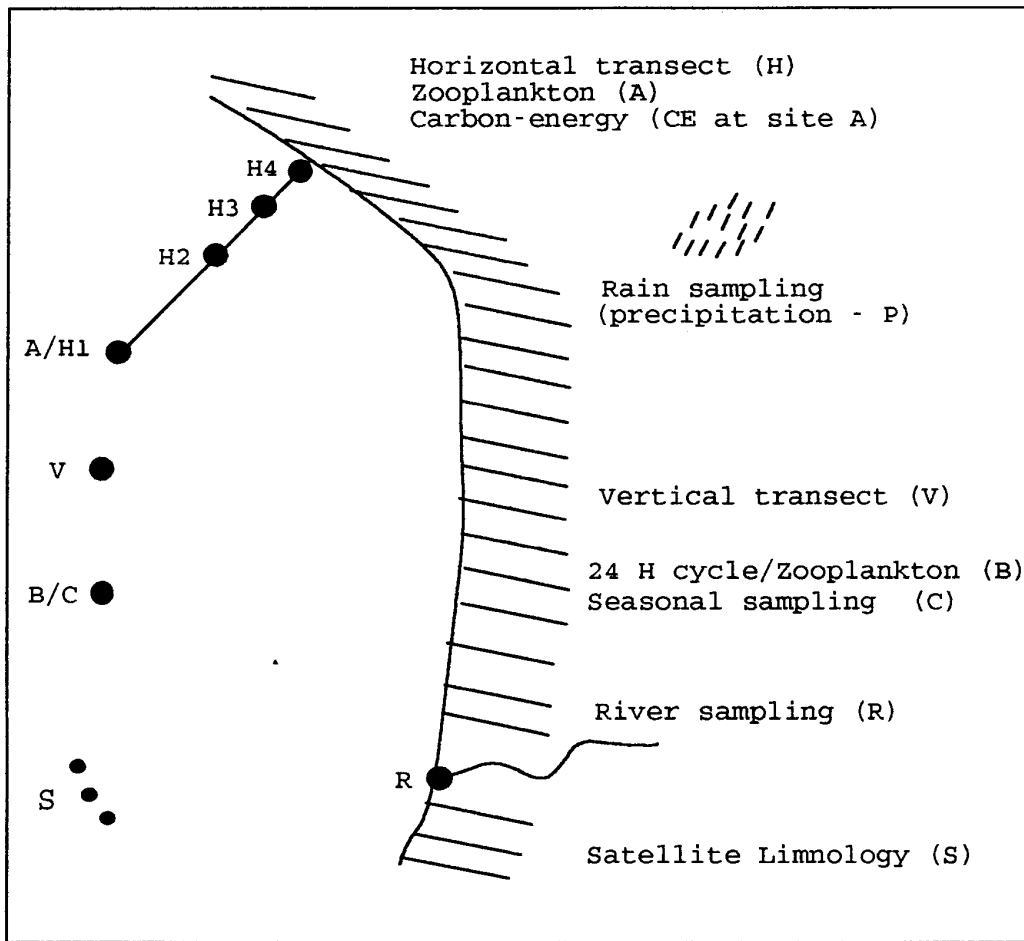 Horizontal transect (H)
Zooplankton (A)
Carbon-energy (CE at site A)
H4
H3
H2
Rain sampling
(precipitation - P)
A/H1
V
Vertical transect (V)
24 H cycle/Zooplankton (B)
B/C
Seasonal sampling (C)
River sampling (R)
R
S
Satellite Limnology (S)